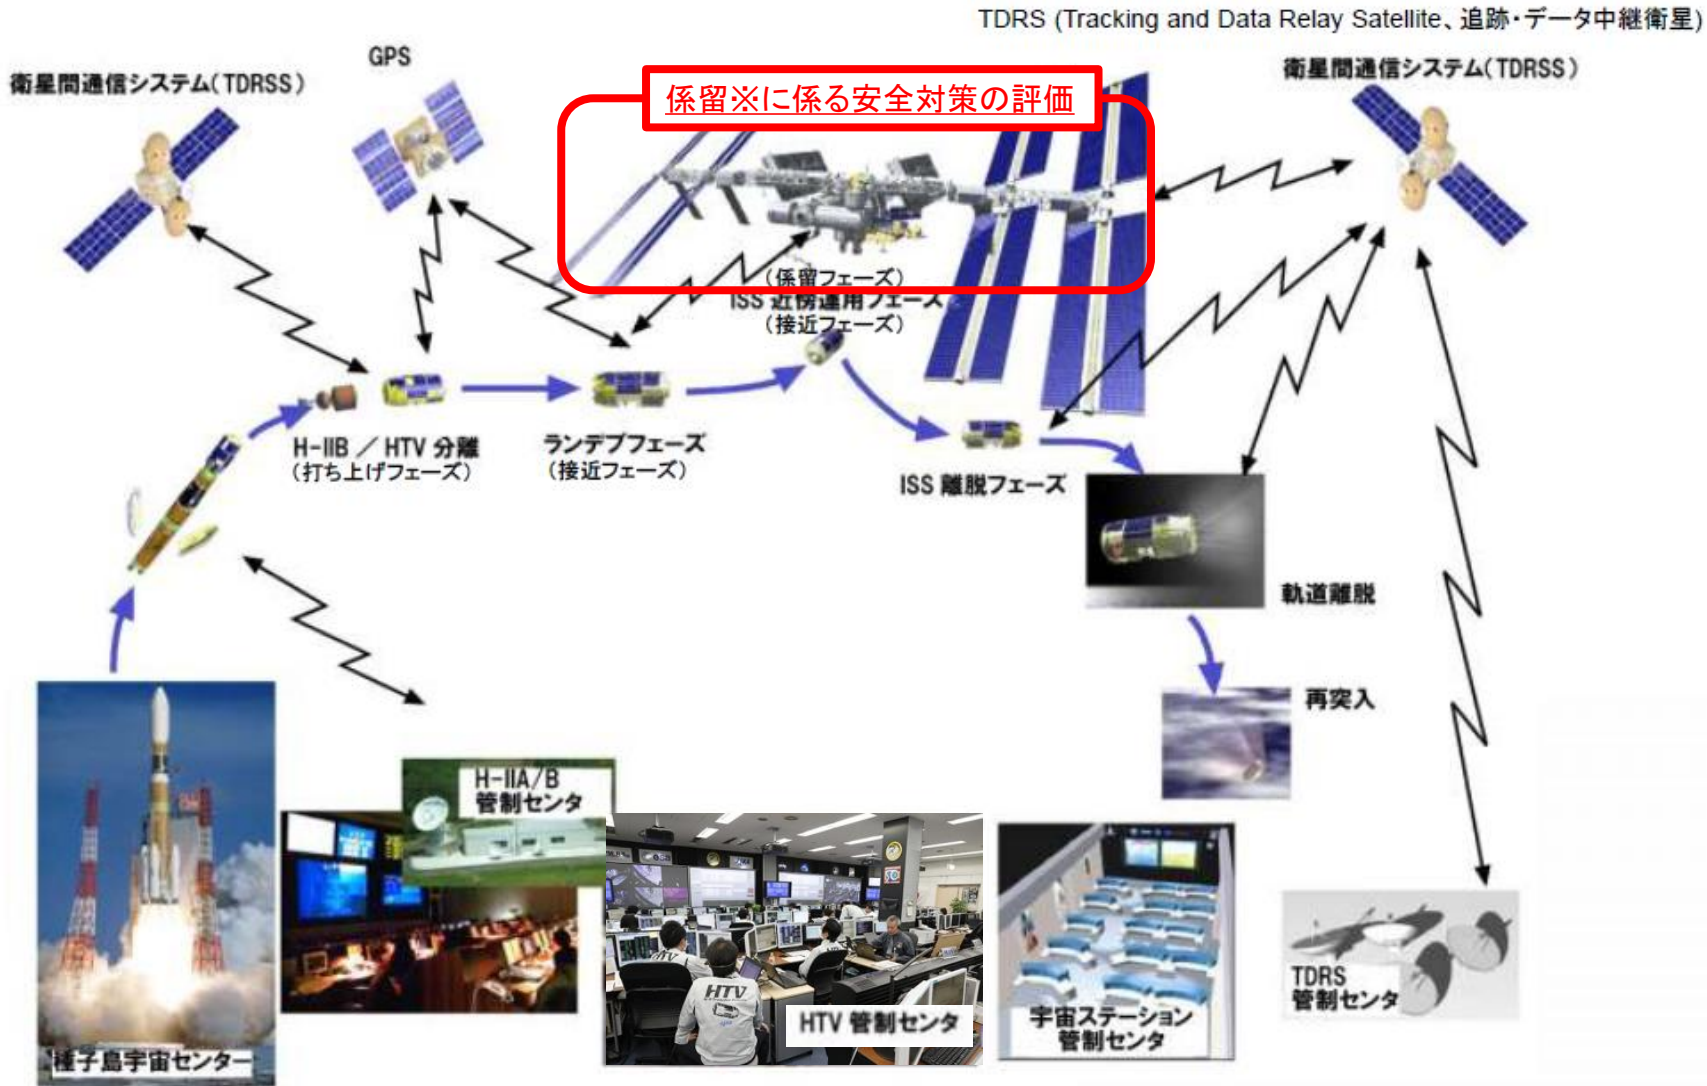 TDRS (Tracking and Data Relay Satellite、追跡・データ中継衛星)
衛星間通信システム(TDRSS)
GPS
係留※に係る安全対策の評価
衛星間通信システム(TDRSS)
(係留フェーズ)
ISS 近傍運用フェーズ
(接近フェーズ)
H-IIB / HTV 分離
(打ち上げフェーズ)
ランデブフェーズ
(接近フェーズ)
ISS 離脱フェーズ
軌道離脱
再突入
種子島宇宙センター
H-IIA/B
管制センタ
HTV
HTV 管制センタ
宇宙ステーション
管制センタ
TDRS
管制センタ